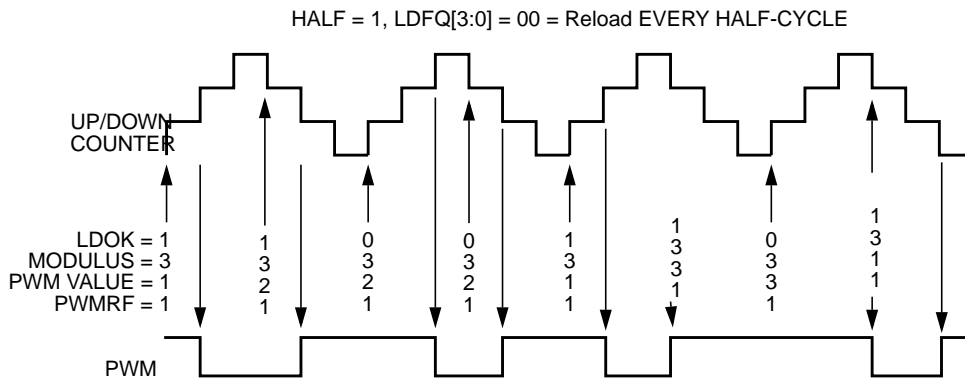 HALF = 1, LDFQ[3:0] = 00 = Reload EVERY HALF-CYCLE
UP/DOWN
COUNTER
LDOK = 1 1 0 0 1 1 0 1
MODULUS = 3 3 3 3 3 3 3 3
PWM VALUE = 1 2 2 2 1 3 3 1
PWMRF = 1 1 1 1 1 1 1 1
PWM